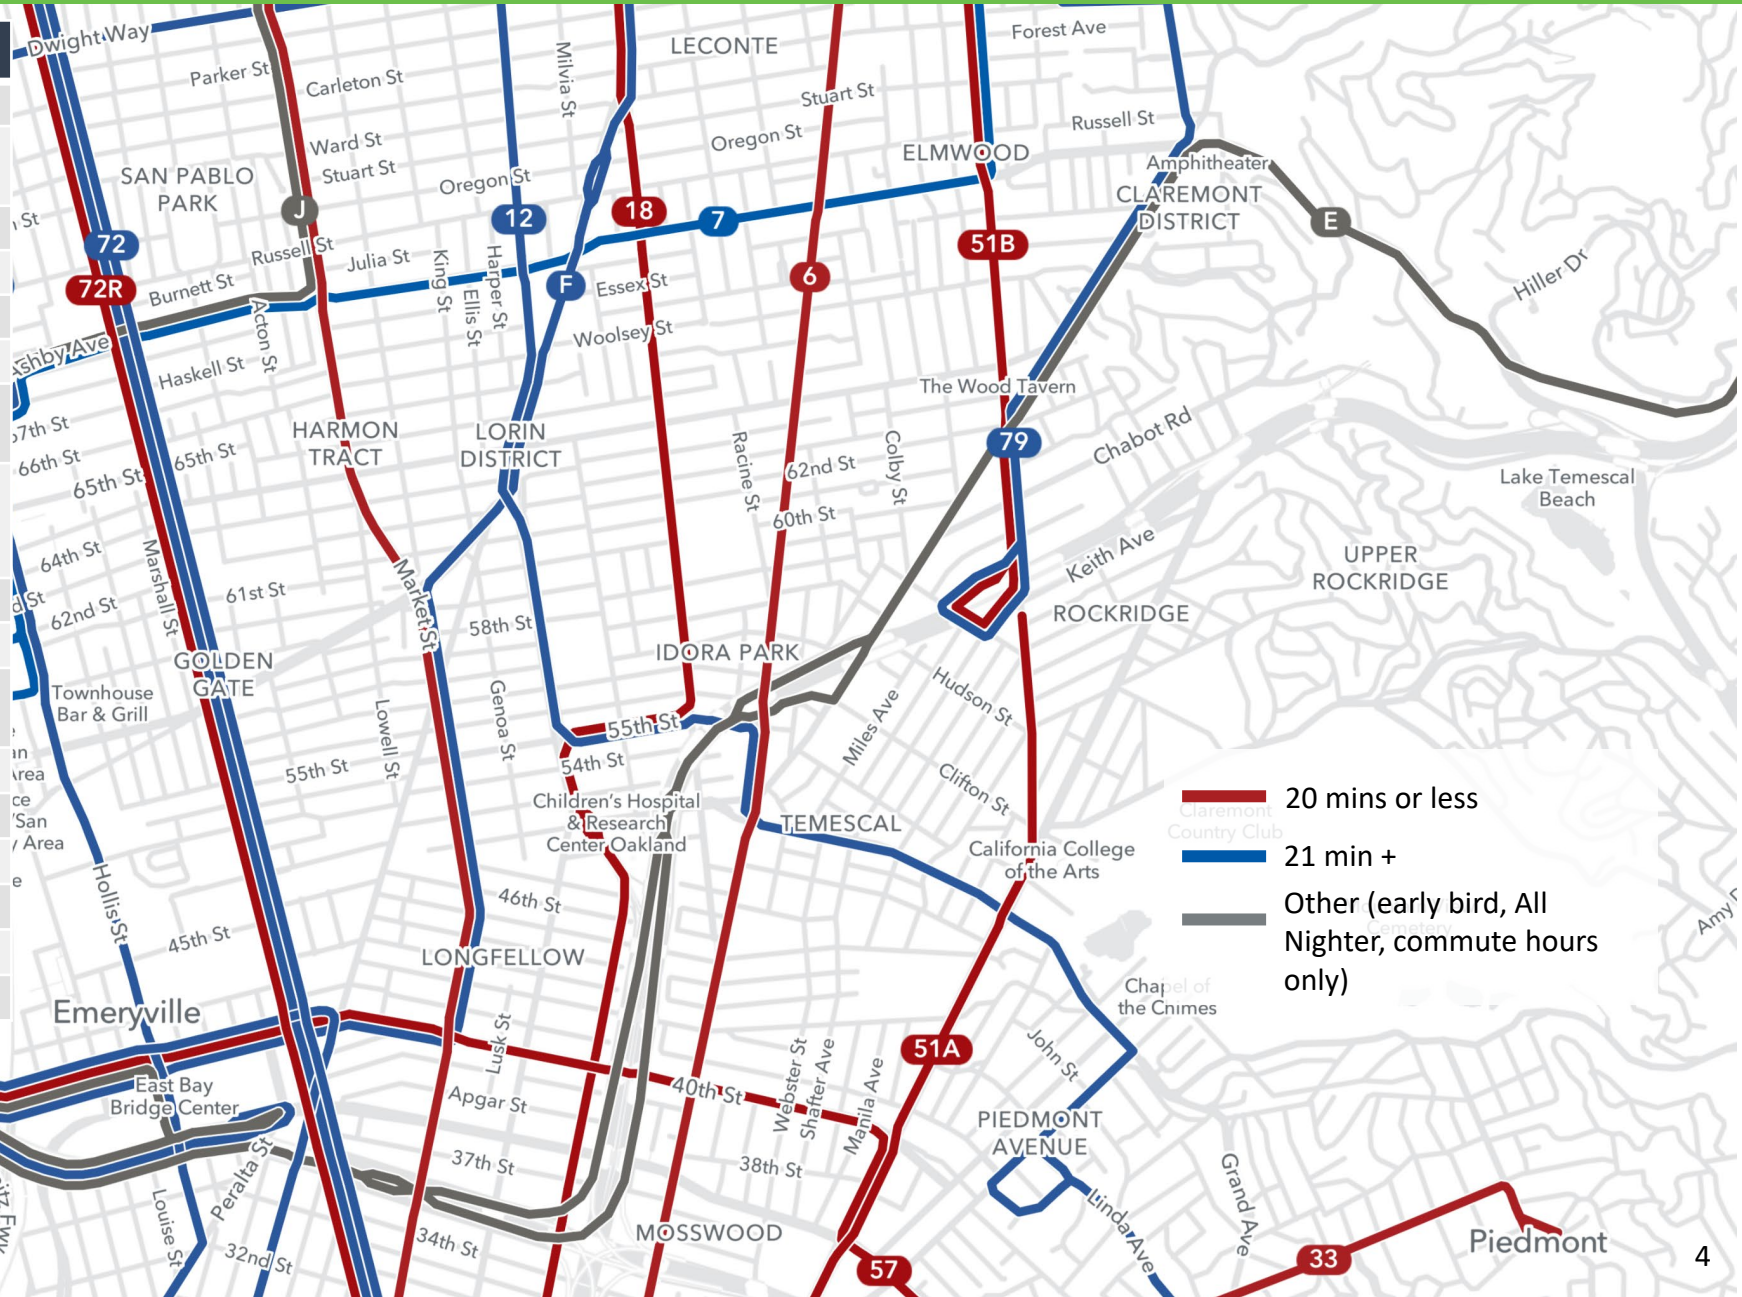 Dwight Way
Parker St
Carleton St
Milvia St
LECONTE
Forest Ave
Stuart St
Russell St
Ward St
Stuart St
Oregon St
Oregon St
ELMWOOD
Amphitheater
CLAREMONT
DISTRICT
SAN PABLO
PARK
St
J
12
18
7
E
72
51B
Russell St
Julia St
King St
Harper St
Ellis St
F
Essex St
6
Hiller Dr
72R
Burnett St
Acton St
Woolsey St
Ashby Ave
Haskell St
The Wood Tavern
67th St
66th St
65th St
65th St
HARMON
TRACT
LORIN
DISTRICT
Racine St
62nd St
Colby St
79
Chabot Rd
Lake Temescal
Beach
60th St
64th St
Marshall St
61st St
62nd St
Market St
58th St
Keith Ave
UPPER
ROCKRIDGE
ROCKRIDGE
GOLDEN
GATE
IDORA PARK
Townhouse
Bar & Grill
Lowell St
Genoa St
55th St
54th St
55th St
Hudson St
Miles Ave
Clifton St
Area
/San
Area
Children's Hospital
& Research
Center Oakland
TEMESCAL
California College
of the Arts
20 mins or less
Claremont
Country Club
21 min +
Other (early bird, All
Nighter, commute hours
only)
Cemetery
Hollis St
46th St
45th St
LONGFELLOW
Chapel of
the Chimes
Emeryville
Lusk St
51A
John St
East Bay
Bridge Center
Apgar St
40th St
Webster St
Shafter Ave
Manila Ave
PIEDMONT
AVENUE
37th St
38th St
Peralta St
Louise St
34th St
32nd St
MOSSWOOD
57
Linda Ave
Grand Ave
33
Piedmont
4